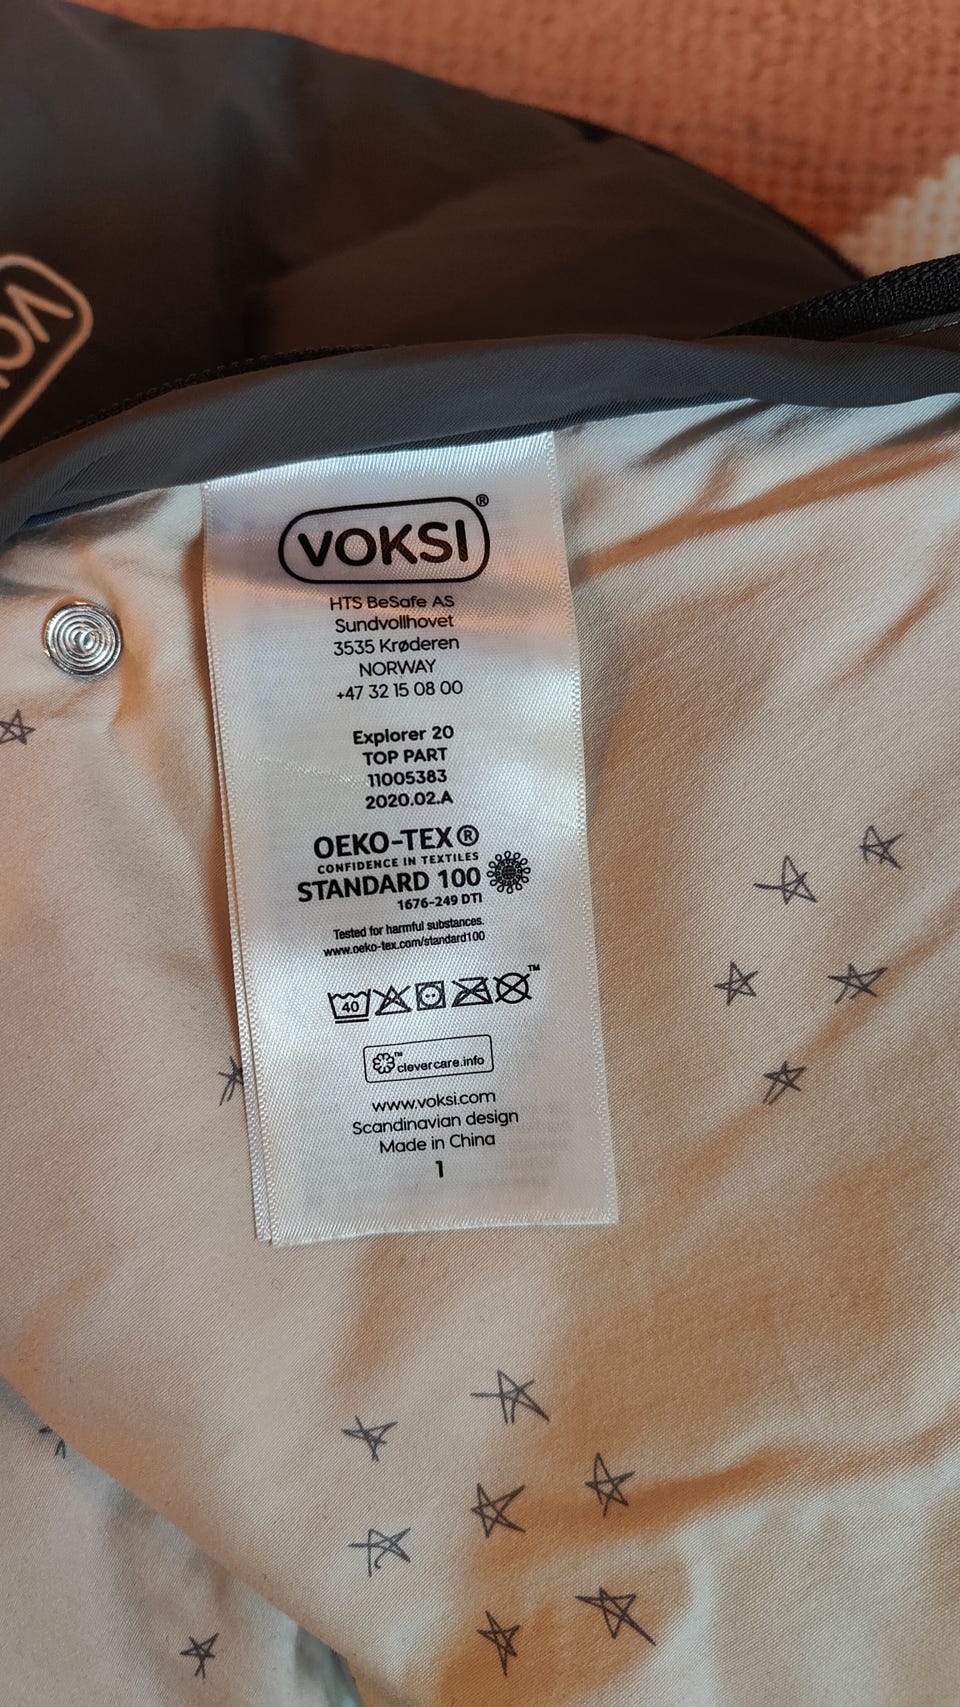 VOKSI®
HTS BeSafe AS
Sundvollhovet
3535 Krøderen
NORWAY
+47 32 15 08 00
Explorer 20
TOP PART
11005383
2020.02.A
OEKO-TEX®
CONFIDENCE IN TEXTILES
STANDARD 100
1676-249 DTI
Tested for harmful substances.
www.oeko-tex.com/standard100
40 ™
™ clevercare.info
www.voksi.com
Scandinavian design
Made in China
1